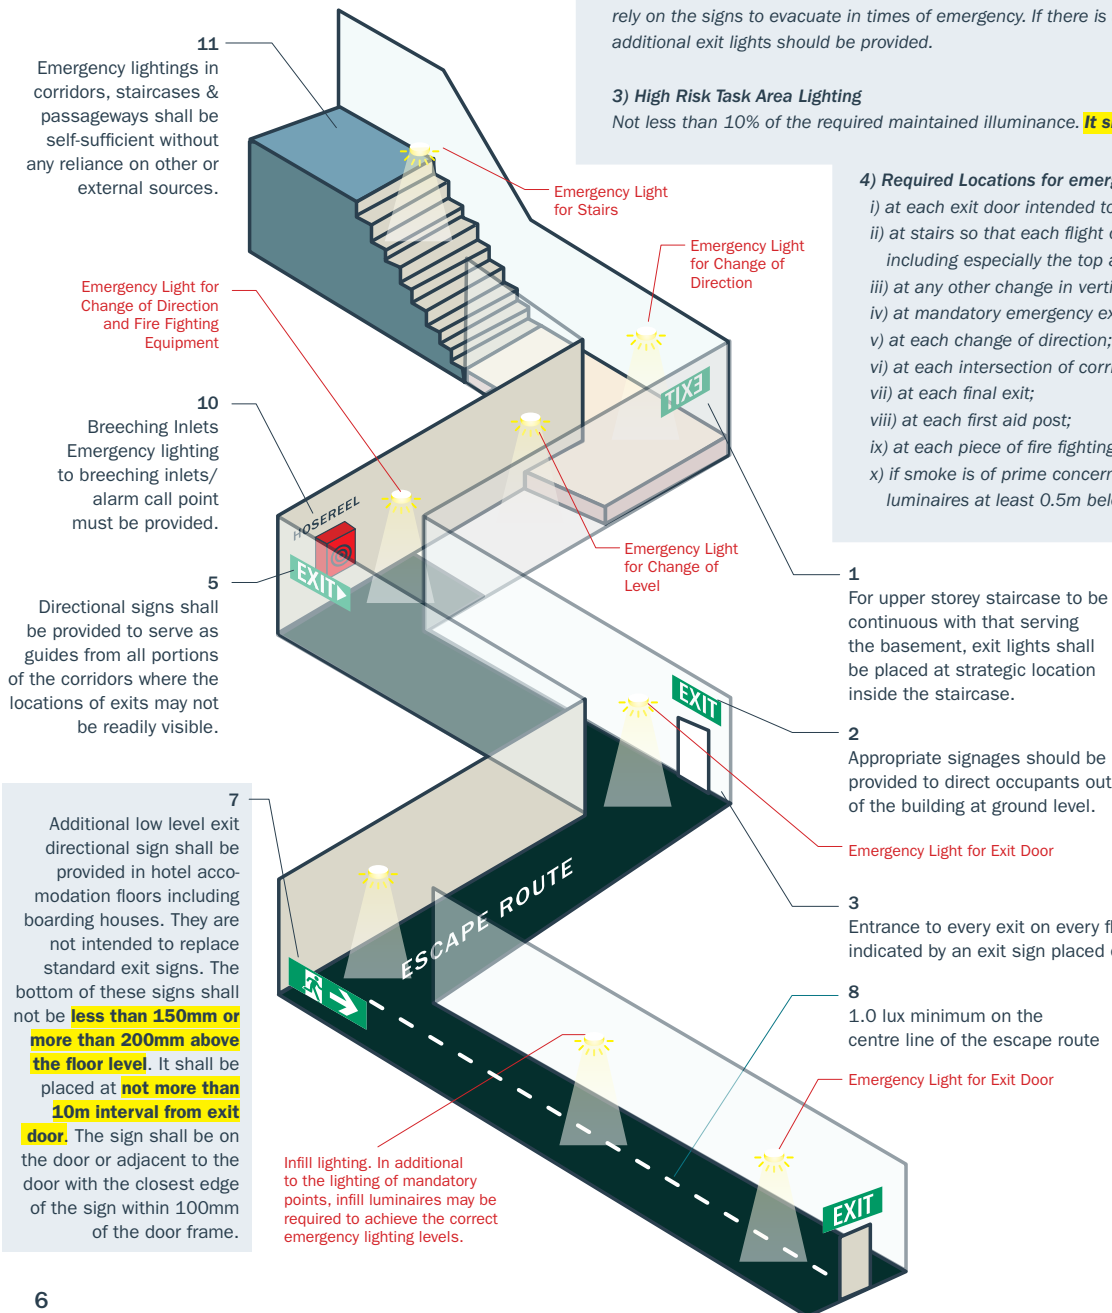 rely on the signs to evacuate in times of emergency. If there is
additional exit lights should be provided.
3) High Risk Task Area Lighting
Not less than 10% of the required maintained illuminance. It
4) Required Locations for
i) at each exit door intended to
ii) at stairs so that each flight
including especially the top
iii) at any other change in
iv) at mandatory emergency
v) at each change of direction;
vi) at each intersection of
vii) at each final exit;
viii) at each first aid post;
ix) at each piece of fire fighting
x) if smoke is of prime concern
luminaires at least 0.5m
11
Emergency lightings in
corridors, staircases &
passageways shall be
self-sufficient without
any reliance on other or
external sources.
Emergency Light
for Stairs
Emergency Light
for Change of
Direction
Emergency Light for
Change of Direction
and Fire Fighting
Equipment
EXIT
10
Breeching Inlets
Emergency lighting
to breeching inlets/
alarm call point
must be provided.
HOSEREEL
EXIT
Emergency Light
for Change of
Level
5
Directional signs shall
be provided to serve as
guides from all portions
of the corridors where the
locations of exits may not
be readily visible.
1
For upper storey staircase to be
continuous with that serving
the basement, exit lights shall
be placed at strategic location
inside the staircase.
EXIT
2
Appropriate signages should be
provided to direct occupants out
of the building at ground level.
Emergency Light for Exit Door
3
Entrance to every exit on every
indicated by an exit sign placed
7
Additional low level exit
directional sign shall be
provided in hotel acco-
modation floors including
boarding houses. They are
not intended to replace
standard exit signs. The
bottom of these signs shall
not be less than 150mm or
more than 200mm above
the floor level. It shall be
placed at not more than
10m interval from exit
door. The sign shall be on
the door or adjacent to the
door with the closest edge
of the sign within 100mm
of the door frame.
ESCAPE ROUTE
8
1.0 lux minimum on the
centre line of the escape route
Emergency Light for Exit Door
Infill lighting. In additional
to the lighting of mandatory
points, infill luminaires may be
required to achieve the correct
emergency lighting levels.
EXIT
6